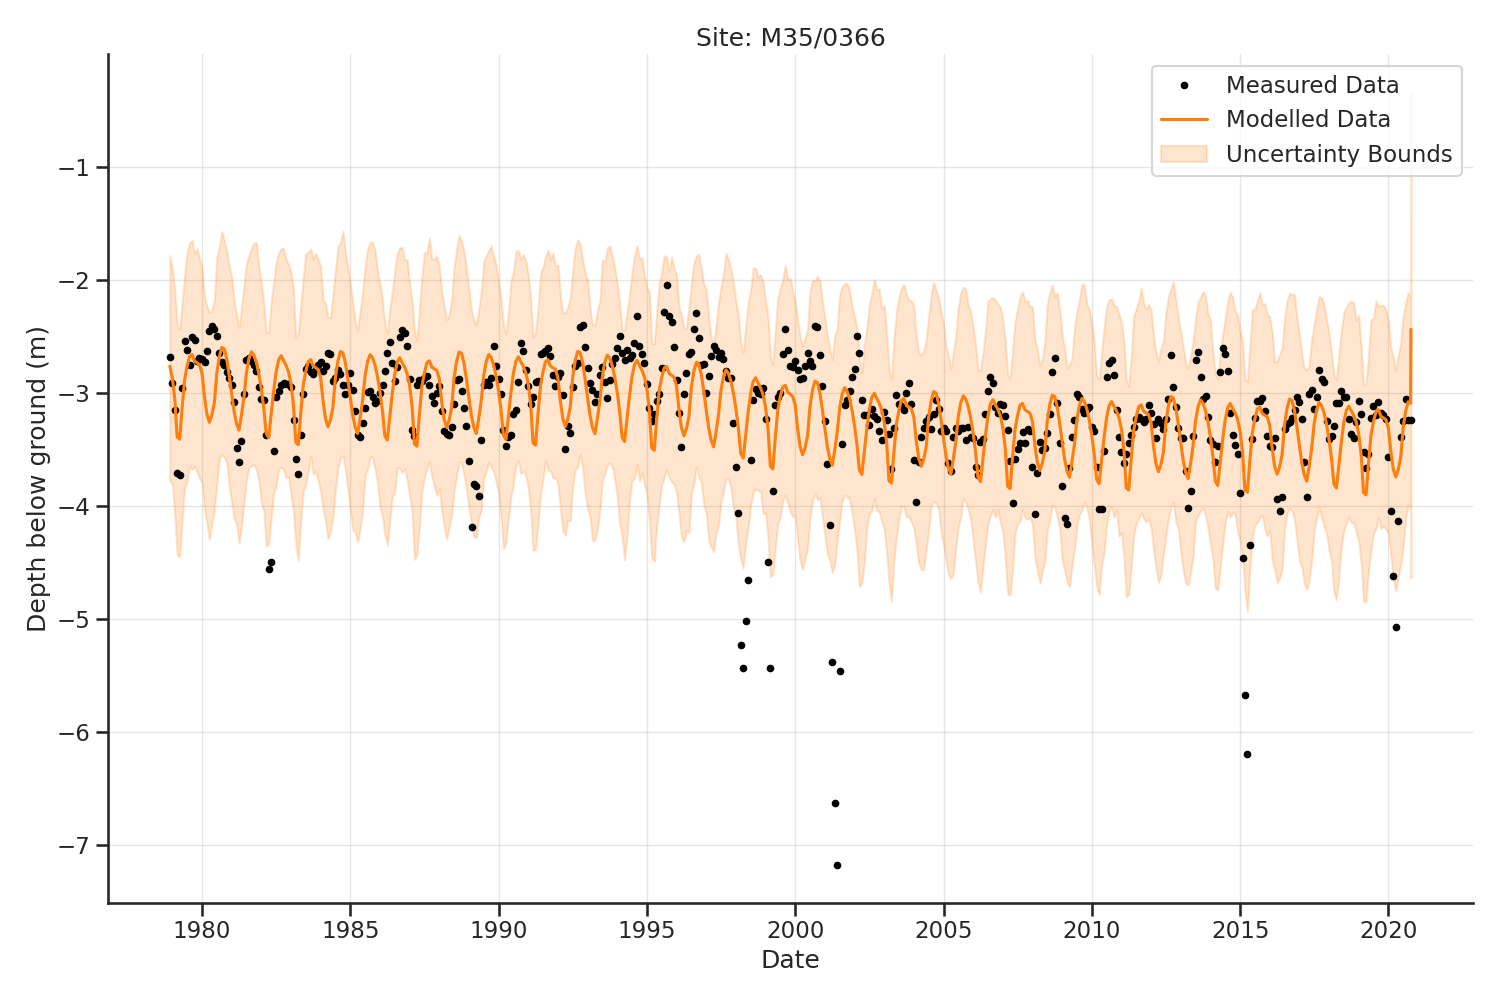 Site: M35/0366
Measured Data
Modelled Data
Uncertainty Bounds
−1
−2
−3
−4
−5
−6
−7
Depth below ground (m)
1980 1985 1990 1995 2000 2005 2010 2015 2020
Date